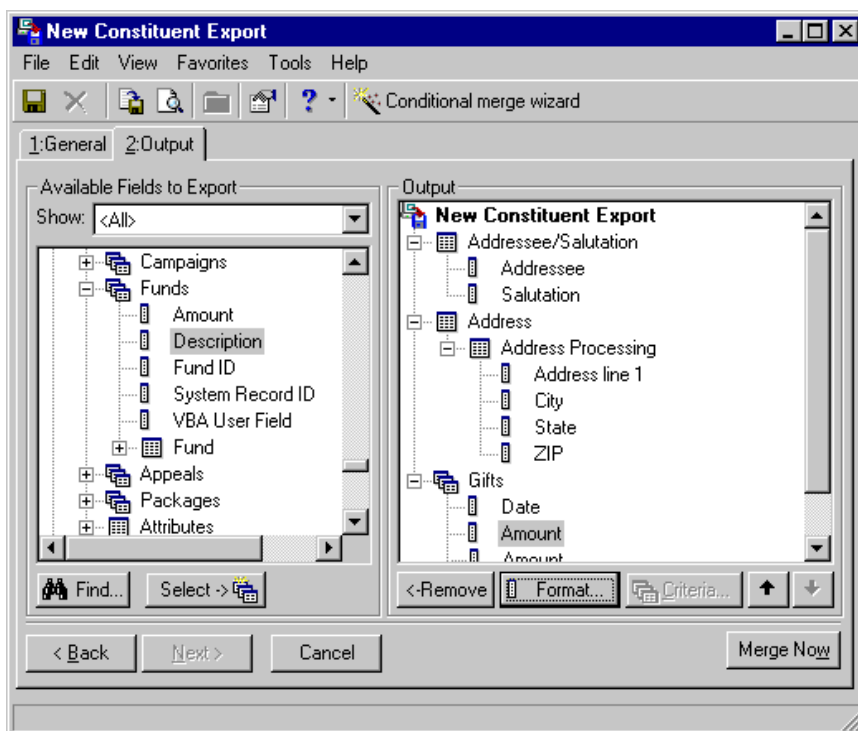 New Constituent Export
File Edit View Favorites Tools Help
? Conditional merge wizard
1:General 2:Output
Available Fields to Export
Show: <All>
Campaigns
Funds
Amount
Description
Fund ID
System Record ID
VBA User Field
Fund
Appeals
Packages
Attributes
Find... Select ->
Output
New Constituent Export
Addressee/Salutation
Addressee
Salutation
Address
Address Processing
Address line 1
City
State
ZIP
Gifts
Date
Amount
Amount
<-Remove Format... Criteria...
< Back Next > Cancel Merge Now